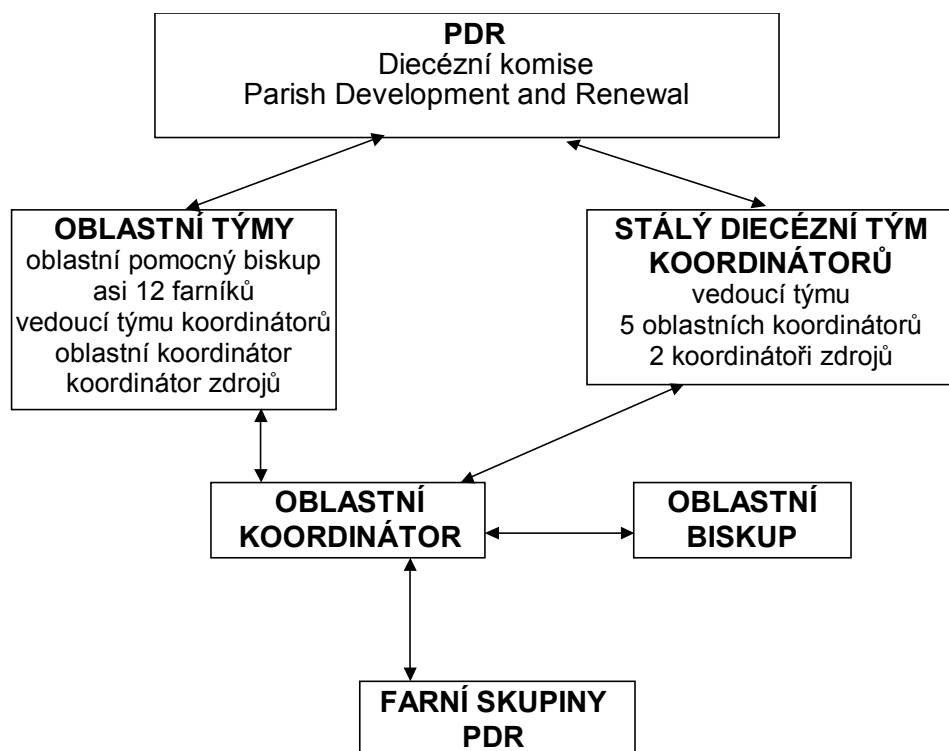 PDR
Diecézní komise
Parish Development and Renewal
OBLASTNÍ TÝMY
oblastní pomocný biskup
asi 12 farníků
vedoucí týmu koordinátorů
oblastní koordinátor
koordinátor zdrojů
STÁLÝ DIECÉZNÍ TÝM
KOORDINÁTORŮ
vedoucí týmu
5 oblastních koordinátorů
2 koordinátoři zdrojů
OBLASTNÍ
KOORDINÁTOR
OBLASTNÍ
BISKUP
FARNÍ SKUPINY
PDR